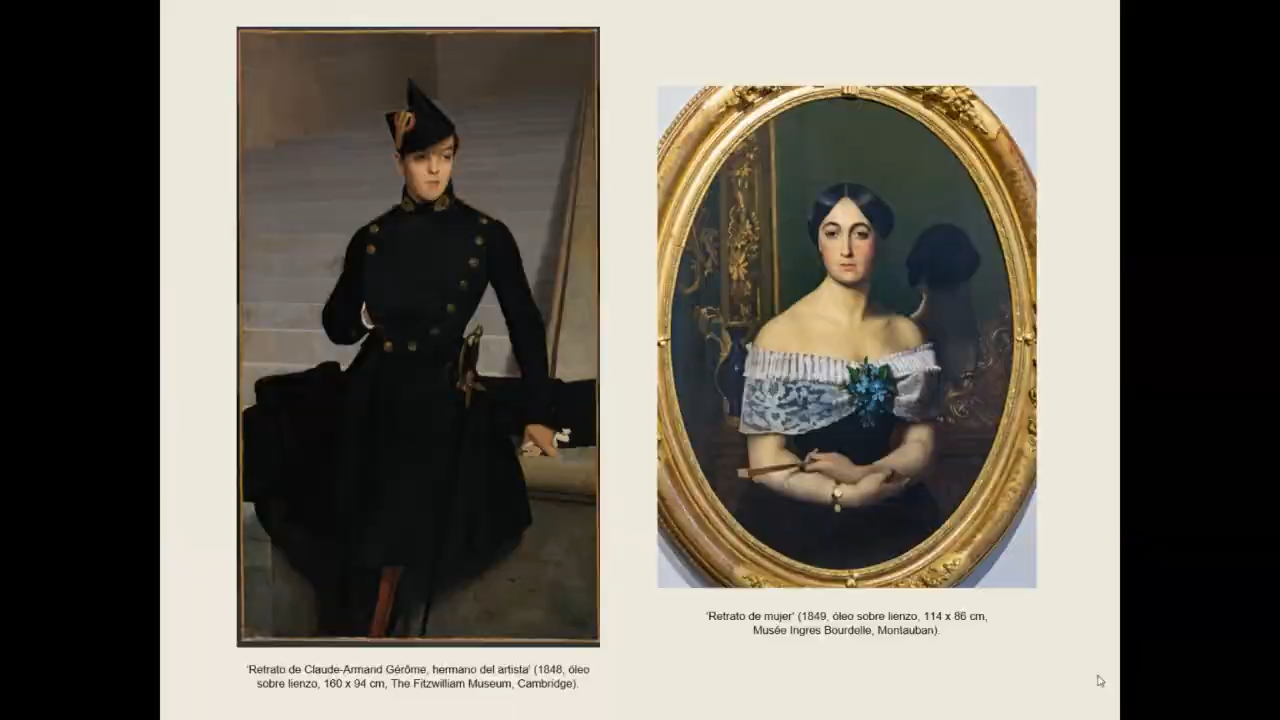 'Retrato de Claude-Armand Gérôme, hermano del artista' (1848, óleo
sobre lienzo, 160 x 94 cm, The Fitzwilliam Museum, Cambridge).
'Retrato de mujer' (1849, óleo sobre lienzo, 114 x 86 cm,
Musée Ingres Bourdelle, Montauban).